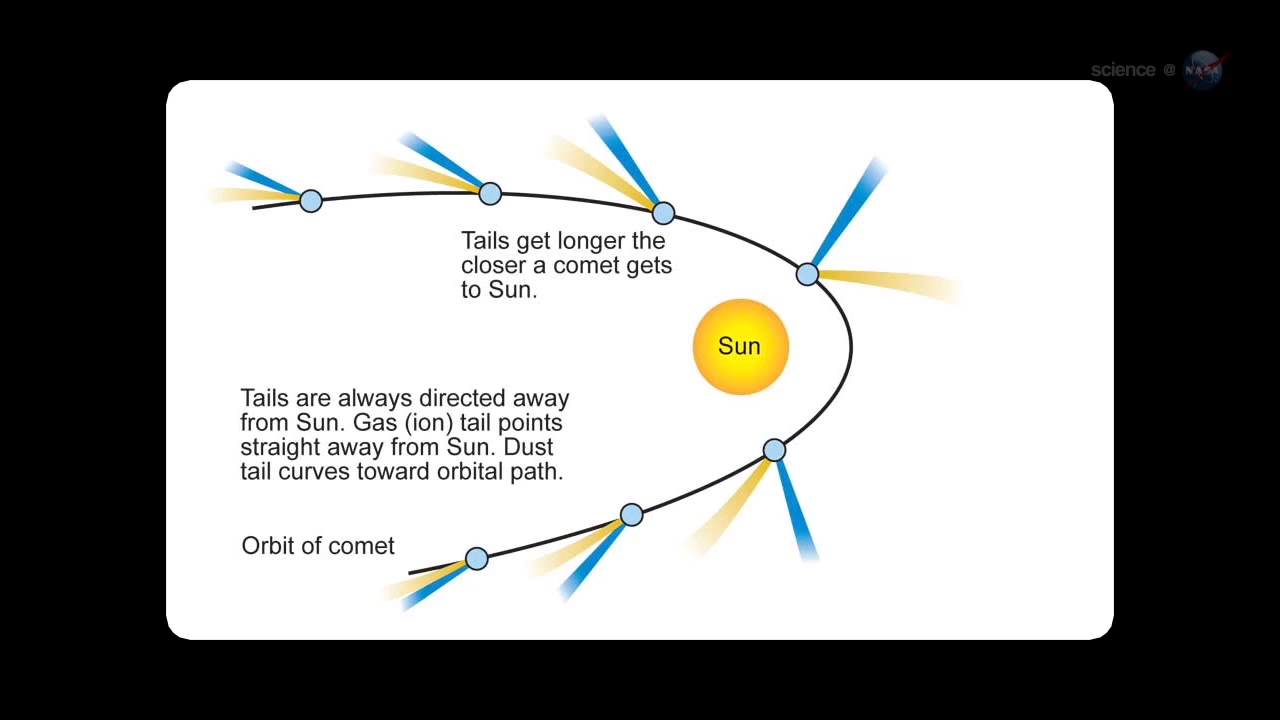 science @ NASA
Tails get longer the
closer a comet gets
to Sun.
Sun
Tails are always directed away
from Sun. Gas (ion) tail points
straight away from Sun. Dust
tail curves toward orbital path.
Orbit of comet